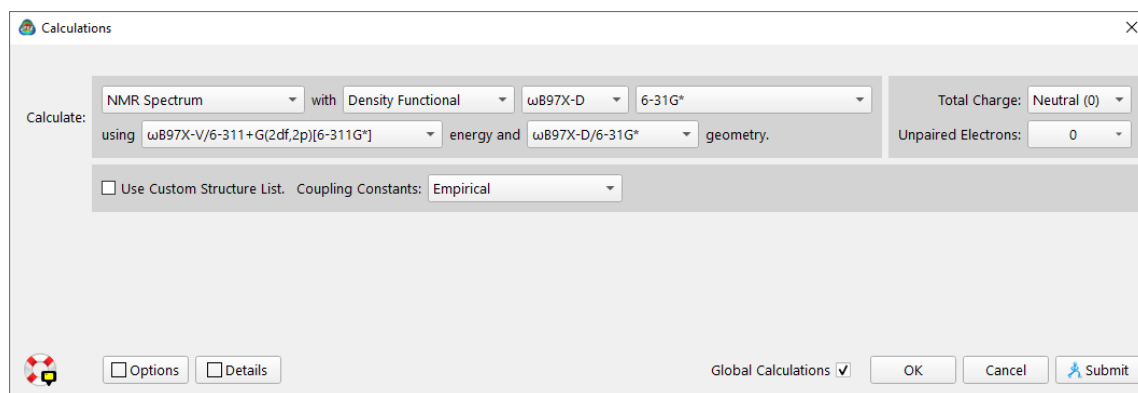 Calculations
Calculate: NMR Spectrum with Density Functional ωB97X-D 6-31G* Total Charge: Neutral (0)
using ωB97X-V/6-311+G(2df,2p)[6-311G*] energy and ωB97X-D/6-31G* geometry. Unpaired Electrons: 0
Use Custom Structure List. Coupling Constants: Empirical
Options Details Global Calculations OK Cancel Submit